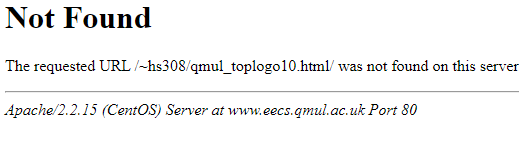 Not Found
The requested URL /~hs308/qmul_toplogo10.html/ was not found on this server
Apache/2.2.15 (CentOS) Server at www.eecs.qmul.ac.uk Port 80